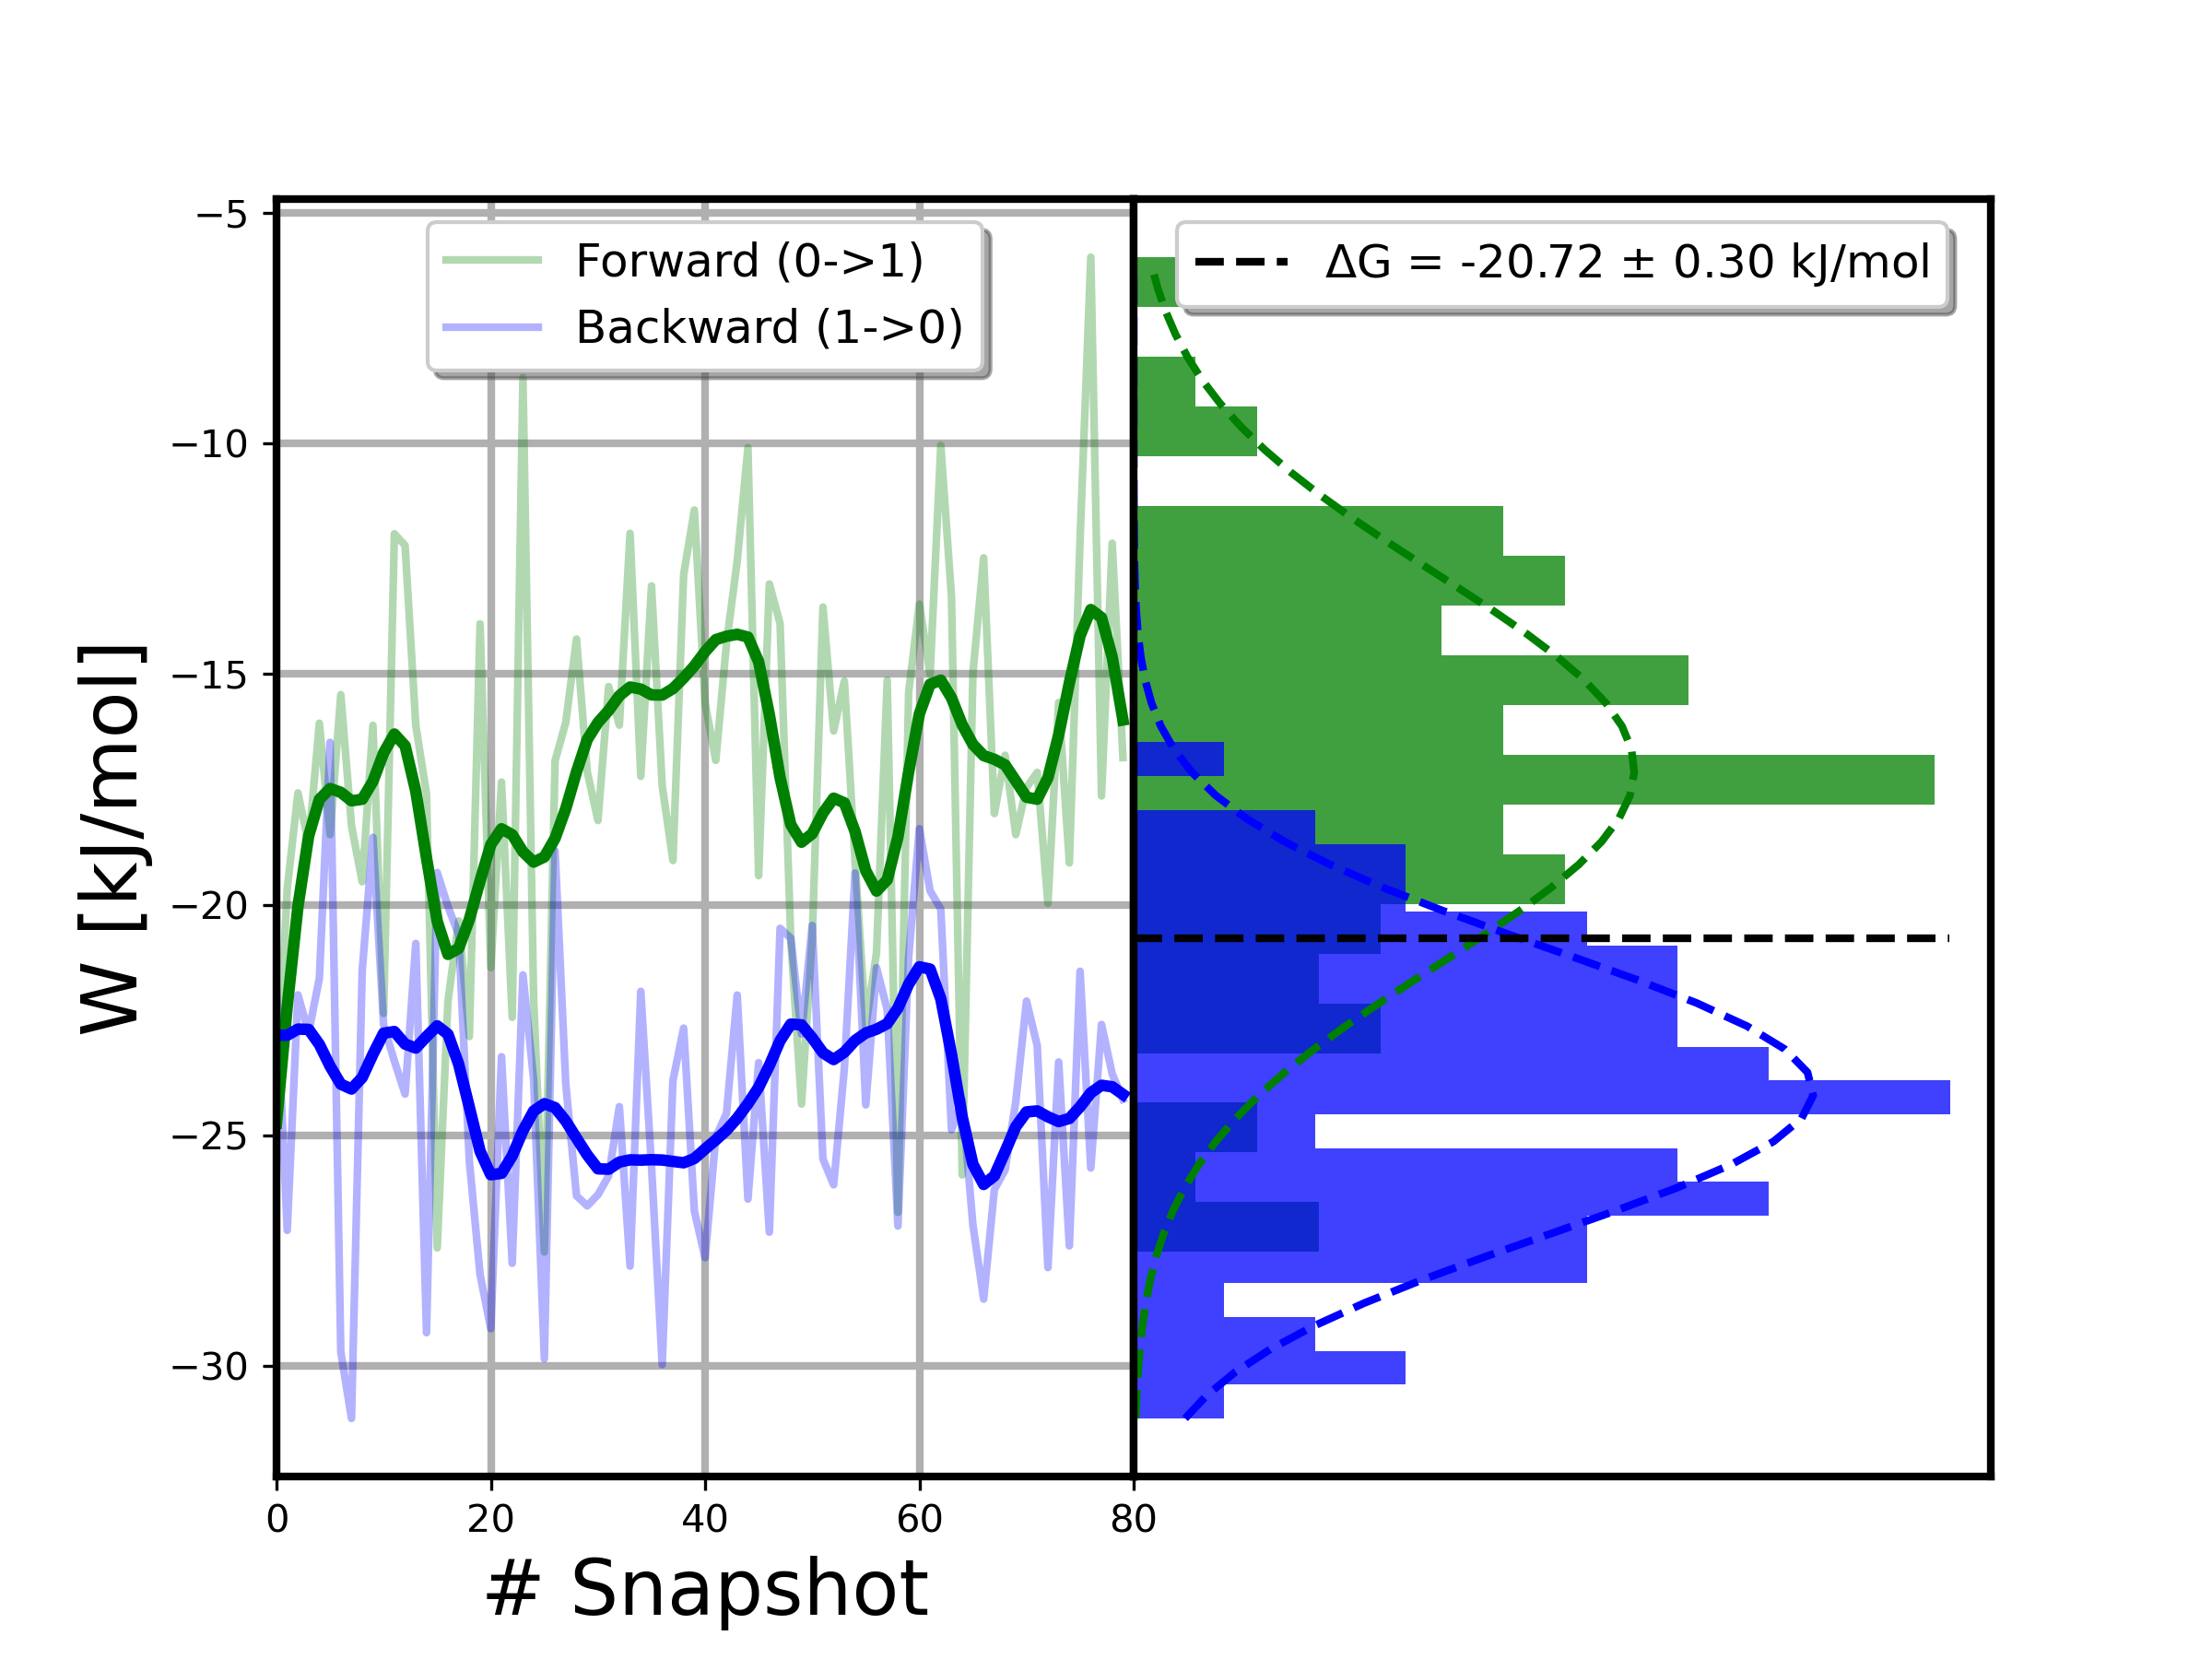 Forward (0->1)
Backward (1->0)
ΔG = -20.72 ± 0.30 kJ/mol
W [kJ/mol]
−5
−10
−15
−20
−25
−30
0 20 40 60 80
# Snapshot